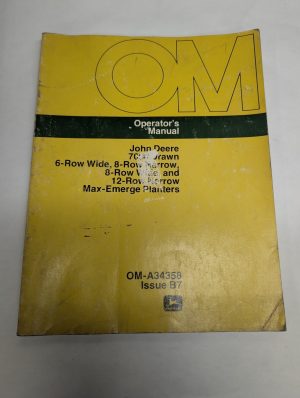 OM
Operator's
Manual
John Deere
Drawn
6-Row Wide, 8-Row Narrow,
8-Row Wide and
12-Row Narrow
Max-Emerge Planters
OM-A34358
Issue B7